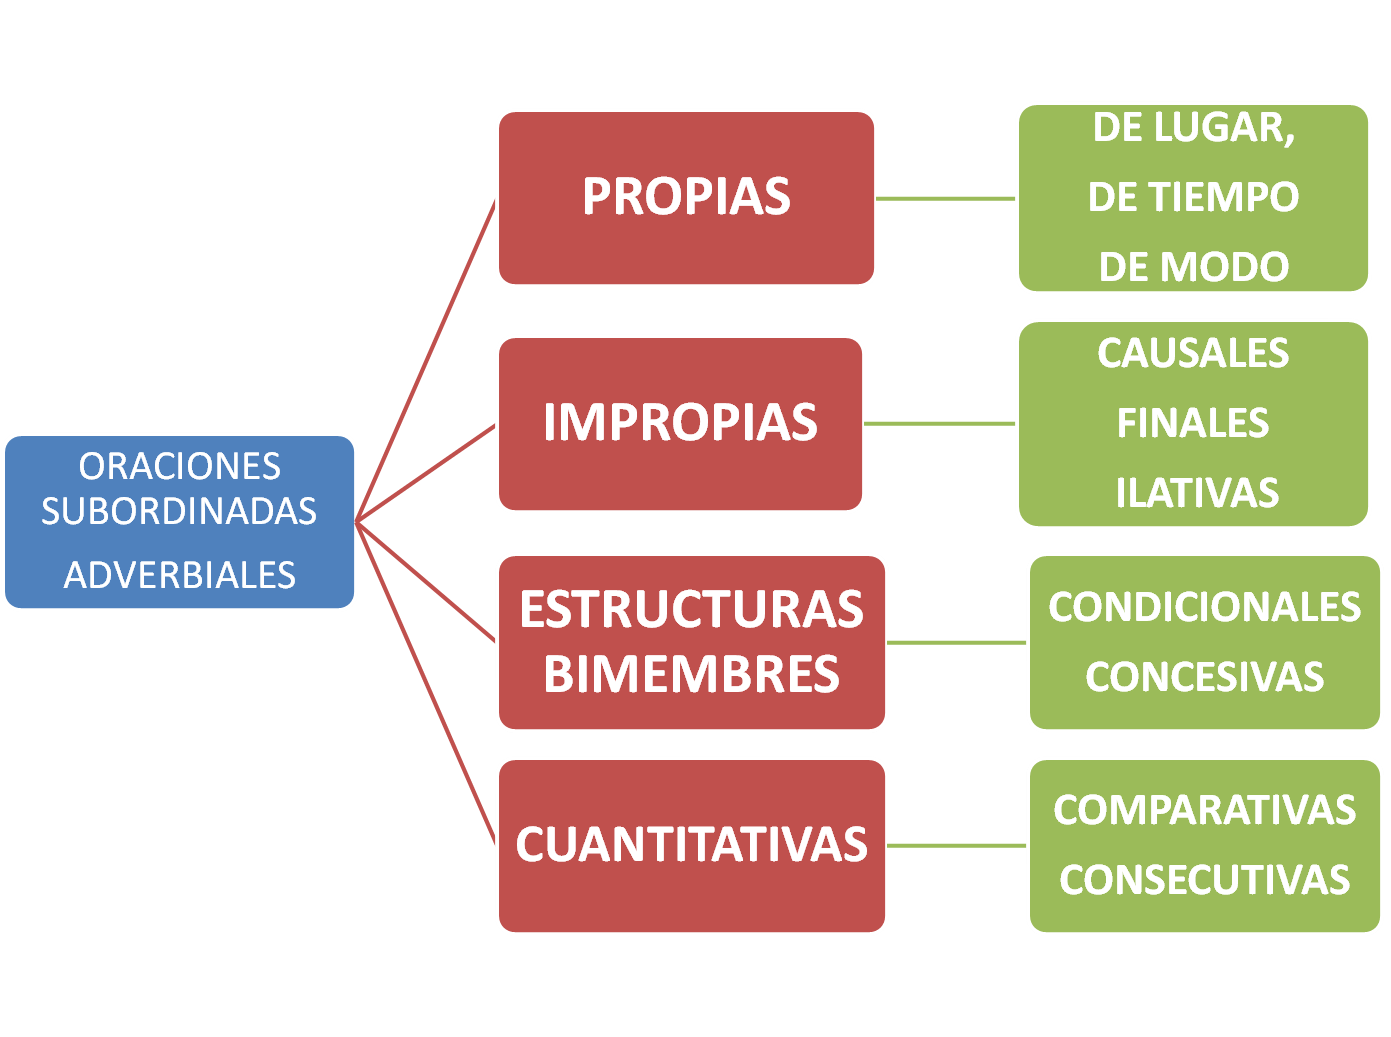 ORACIONES
SUBORDINADAS
ADVERBIALES
PROPIAS
DE LUGAR,
DE TIEMPO
DE MODO
IMPROPIAS
CAUSALES
FINALES
ILATIVAS
ESTRUCTURAS
BIMEMBRES
CONDICIONALES
CONCESIVAS
CUANTITATIVAS
COMPARATIVAS
CONSECUTIVAS